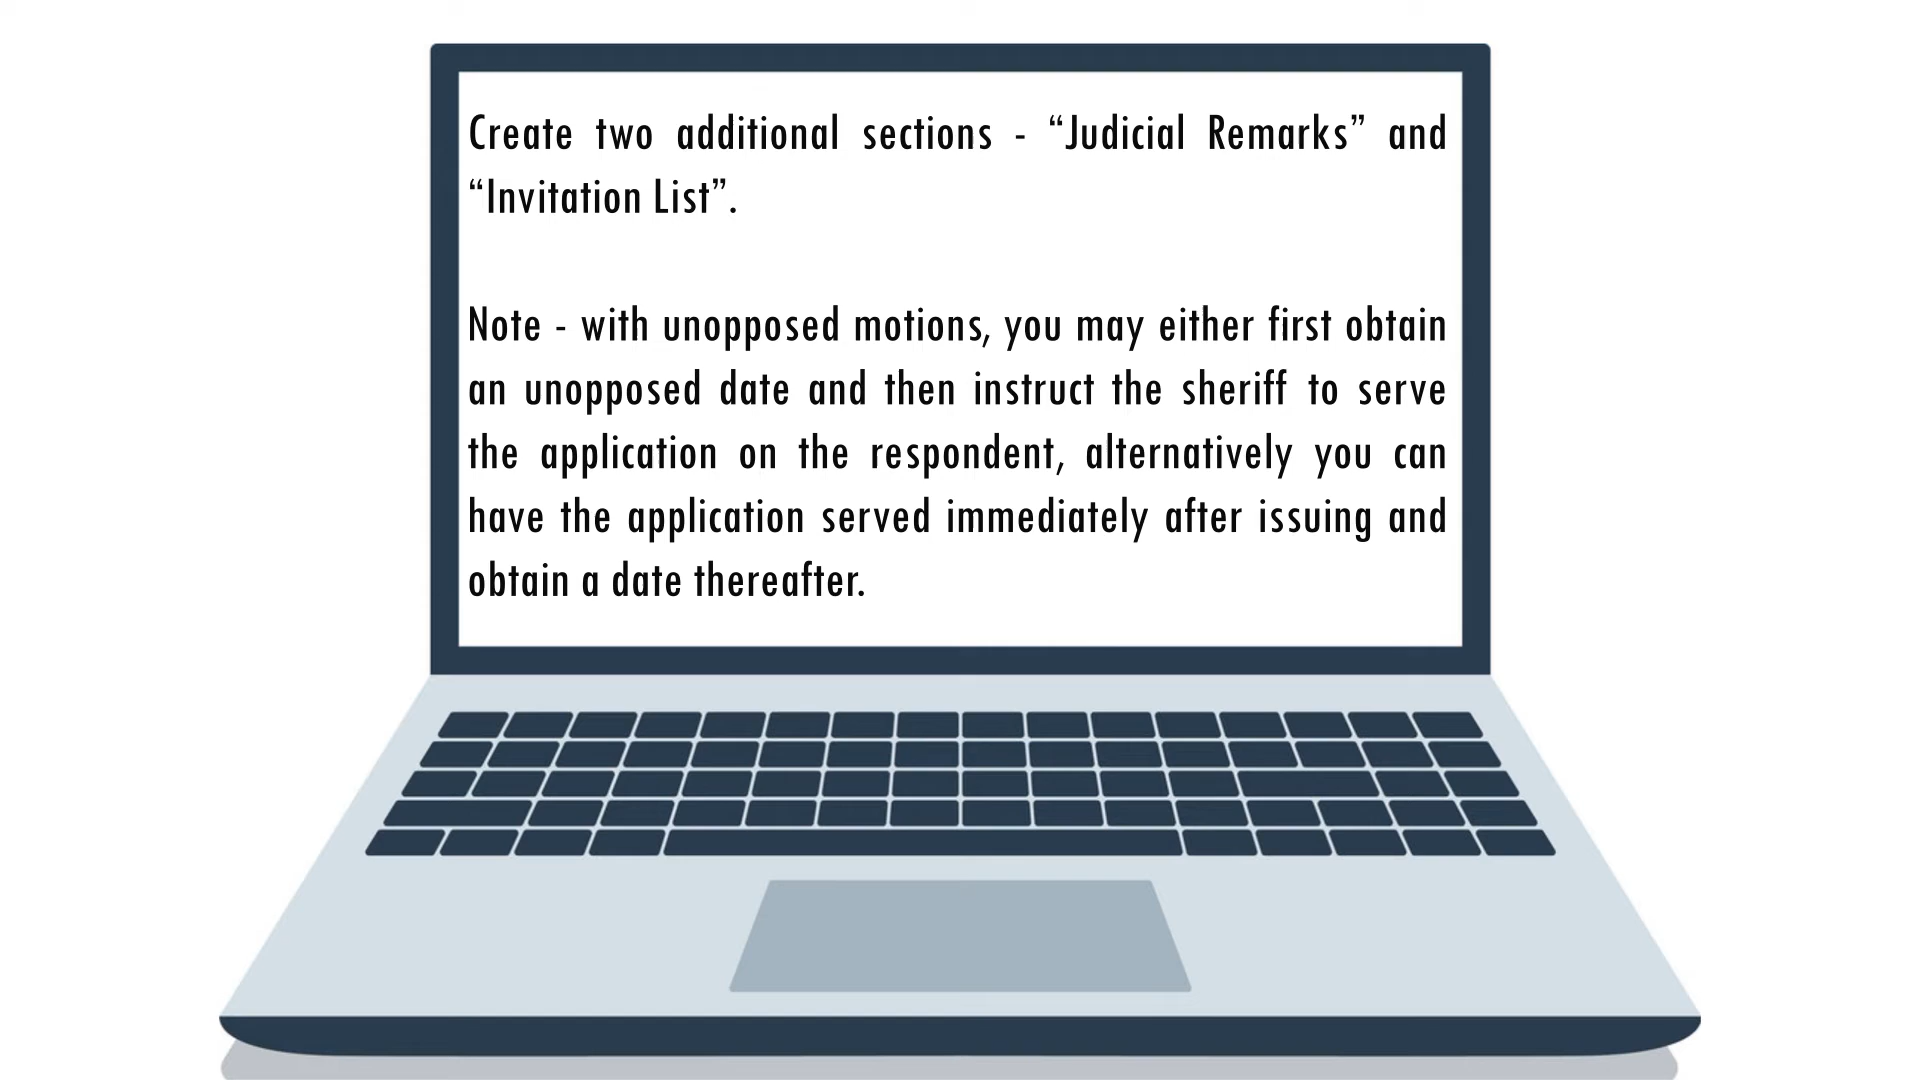 Create two additional sections - “Judicial Remarks” and
“Invitation List”.
Note - with unopposed motions, you may either first obtain
an unopposed date and then instruct the sheriff to serve
the application on the respondent, alternatively you can
have the application served immediately after issuing and
obtain a date thereafter.